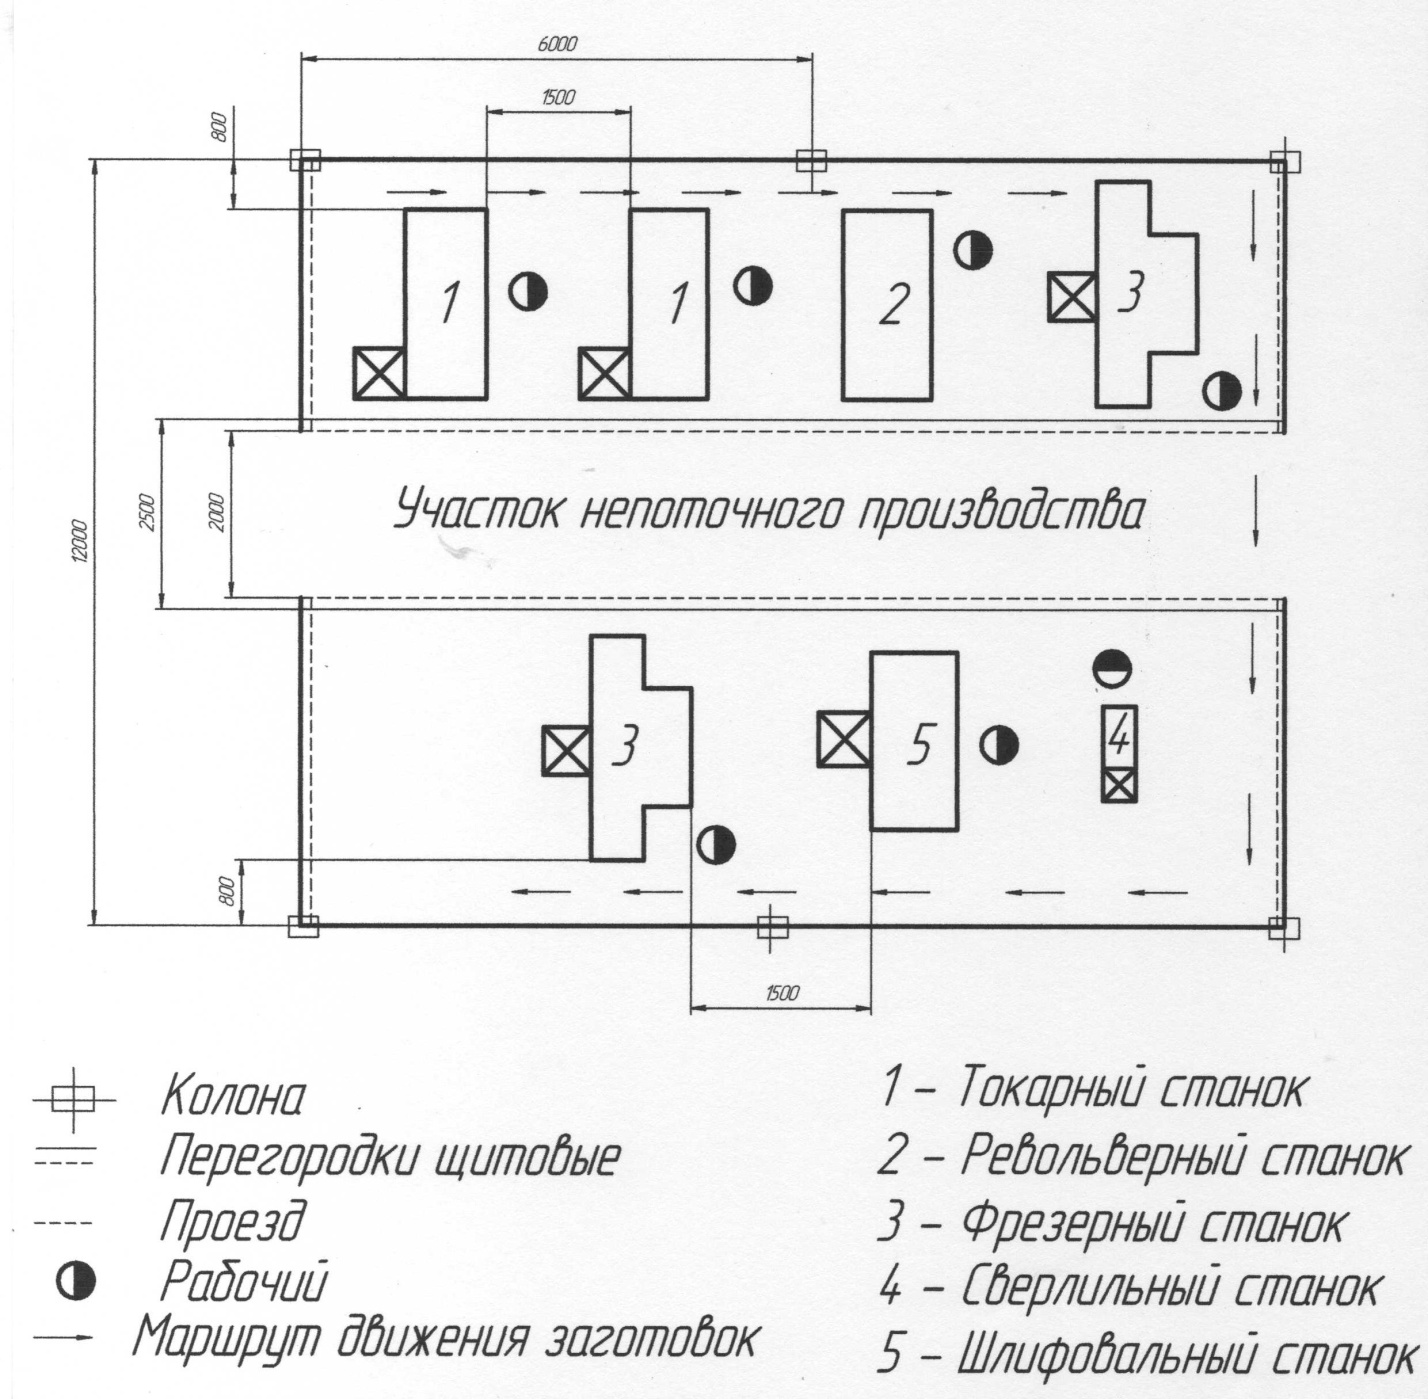 6000
1500
800
1
1
2
3
12000
2500
2000
Участок непоточного производства
3
5
4
800
1500
Колона
Перегородки щитовые
Проезд
Рабочий
Маршрут движения заготовок
1 – Токарный станок
2 – Револьверный станок
3 – Фрезерный станок
4 – Сверлильный станок
5 – Шлифовальный станок